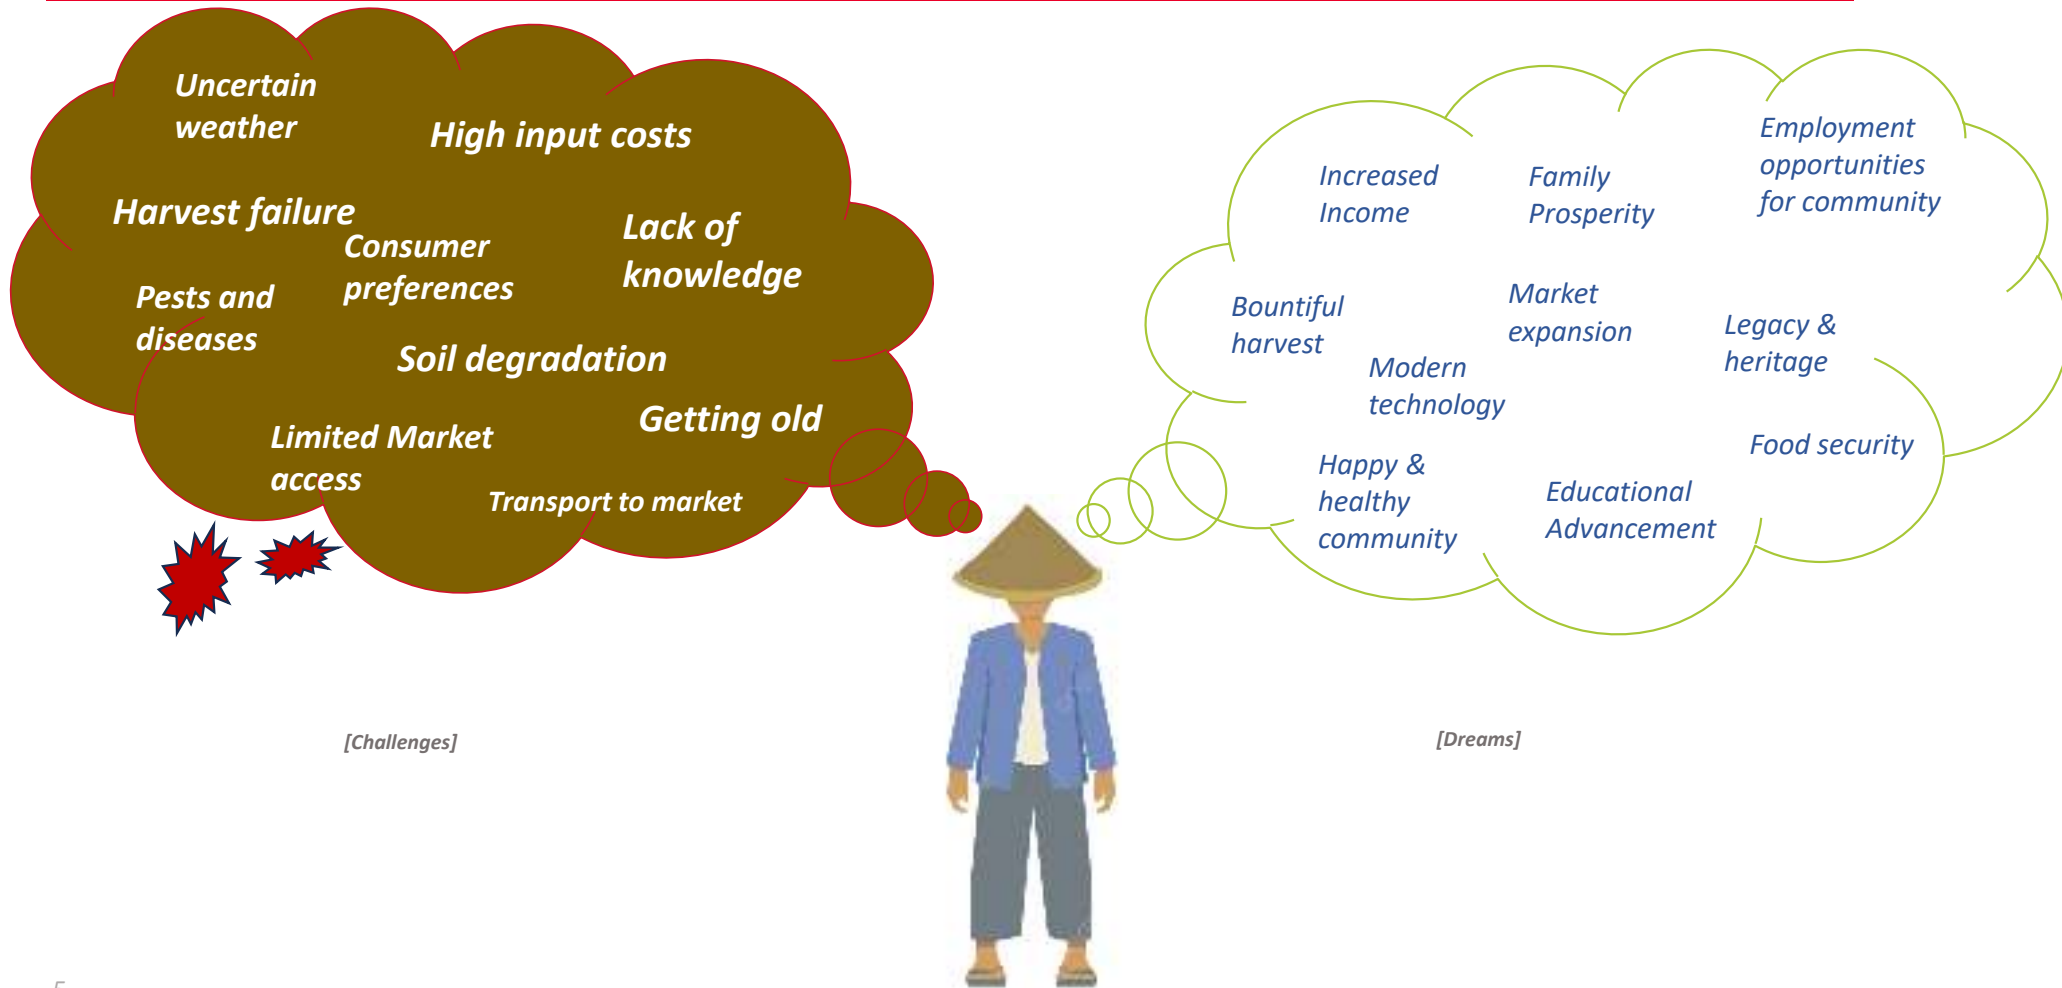 Uncertain
weather
High input costs
Harvest failure
Consumer
preferences
Lack of
knowledge
Pests and
diseases
Soil degradation
Getting old
Limited Market
access
Transport to market
Increased
Income
Family
Prosperity
Employment
opportunities
for community
Bountiful
harvest
Market
expansion
Legacy &
heritage
Modern
technology
Food security
Happy &
healthy
community
Educational
Advancement
[Challenges]
[Dreams]